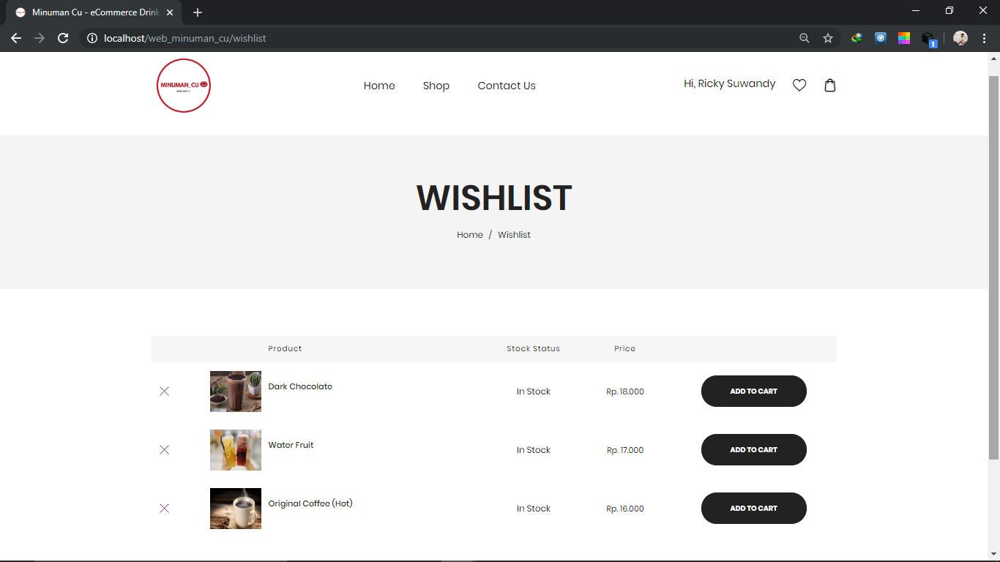 Minuman Cu - eCommerce Drink
localhost/web_minuman_cu/wishlist
1
MINUMAN_CU
Home Shop Contact Us
Hi, Ricky Suwandy
WISHLIST
Home / Wishlist
Product Stock Status Price
Dark Chocolate In Stock Rp. 18.000 ADD TO CART
Water Fruit In Stock Rp. 17.000 ADD TO CART
Original Coffee (Hot) In Stock Rp. 16.000 ADD TO CART